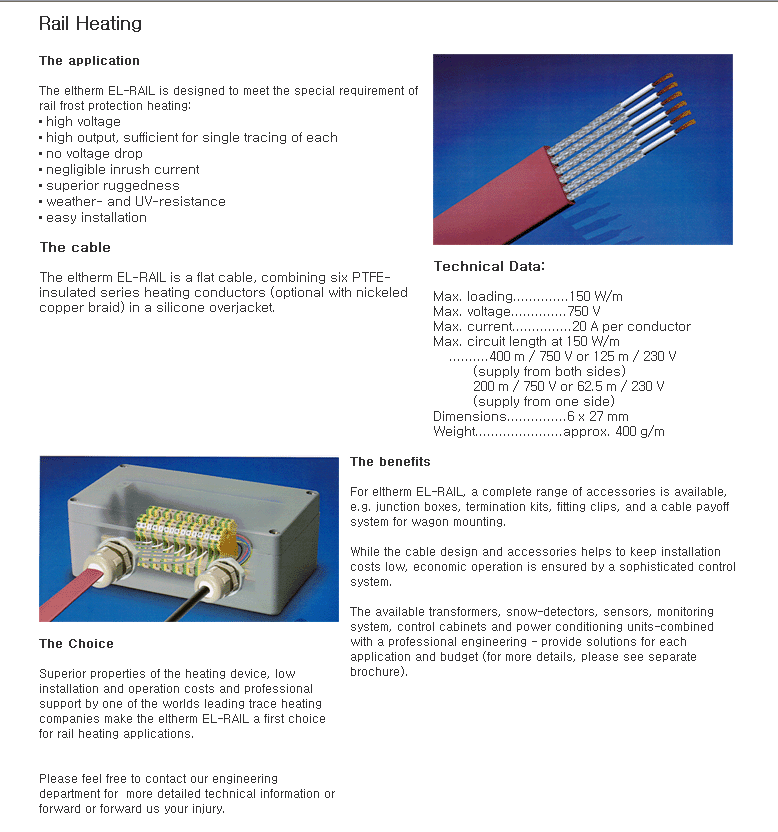 Rail Heating
The application
The eltherm EL-RAIL is designed to meet the special requirement of
rail frost protection heating:
▪ high voltage
▪ high output, sufficient for single tracing of each
▪ no voltage drop
▪ negligible inrush current
▪ superior ruggedness
▪ weather- and UV-resistance
▪ easy installation
The cable
The eltherm EL-RAIL is a flat cable, combining six PTFE-
insulated series heating conductors (optional with nickeled
copper braid) in a silicone overjacket.
Technical Data:
Max. loading..............150 W/m
Max. voltage..............750 V
Max. current...............20 A per conductor
Max. circuit length at 150 W/m
..........400 m / 750 V or 125 m / 230 V
(supply from both sides)
200 m / 750 V or 62.5 m / 230 V
(supply from one side)
Dimensions...............6 x 27 mm
Weight......................approx. 400 g/m
The benefits
For eltherm EL-RAIL, a complete range of accessories is available,
e.g. junction boxes, termination kits, fitting clips, and a cable payoff
system for wagon mounting.
While the cable design and accessories helps to keep installation
costs low, economic operation is ensured by a sophisticated control
system.
The available transformers, snow-detectors, sensors, monitoring
system, control cabinets and power conditioning units-combined
with a professional engineering - provide solutions for each
application and budget (for more details, please see separate
brochure).
The Choice
Superior properties of the heating device, low
installation and operation costs and professional
support by one of the worlds leading trace heating
companies make the eltherm EL-RAIL a first choice
for rail heating applications.
Please feel free to contact our engineering
department for  more detailed technical information or
forward or forward us your injury.